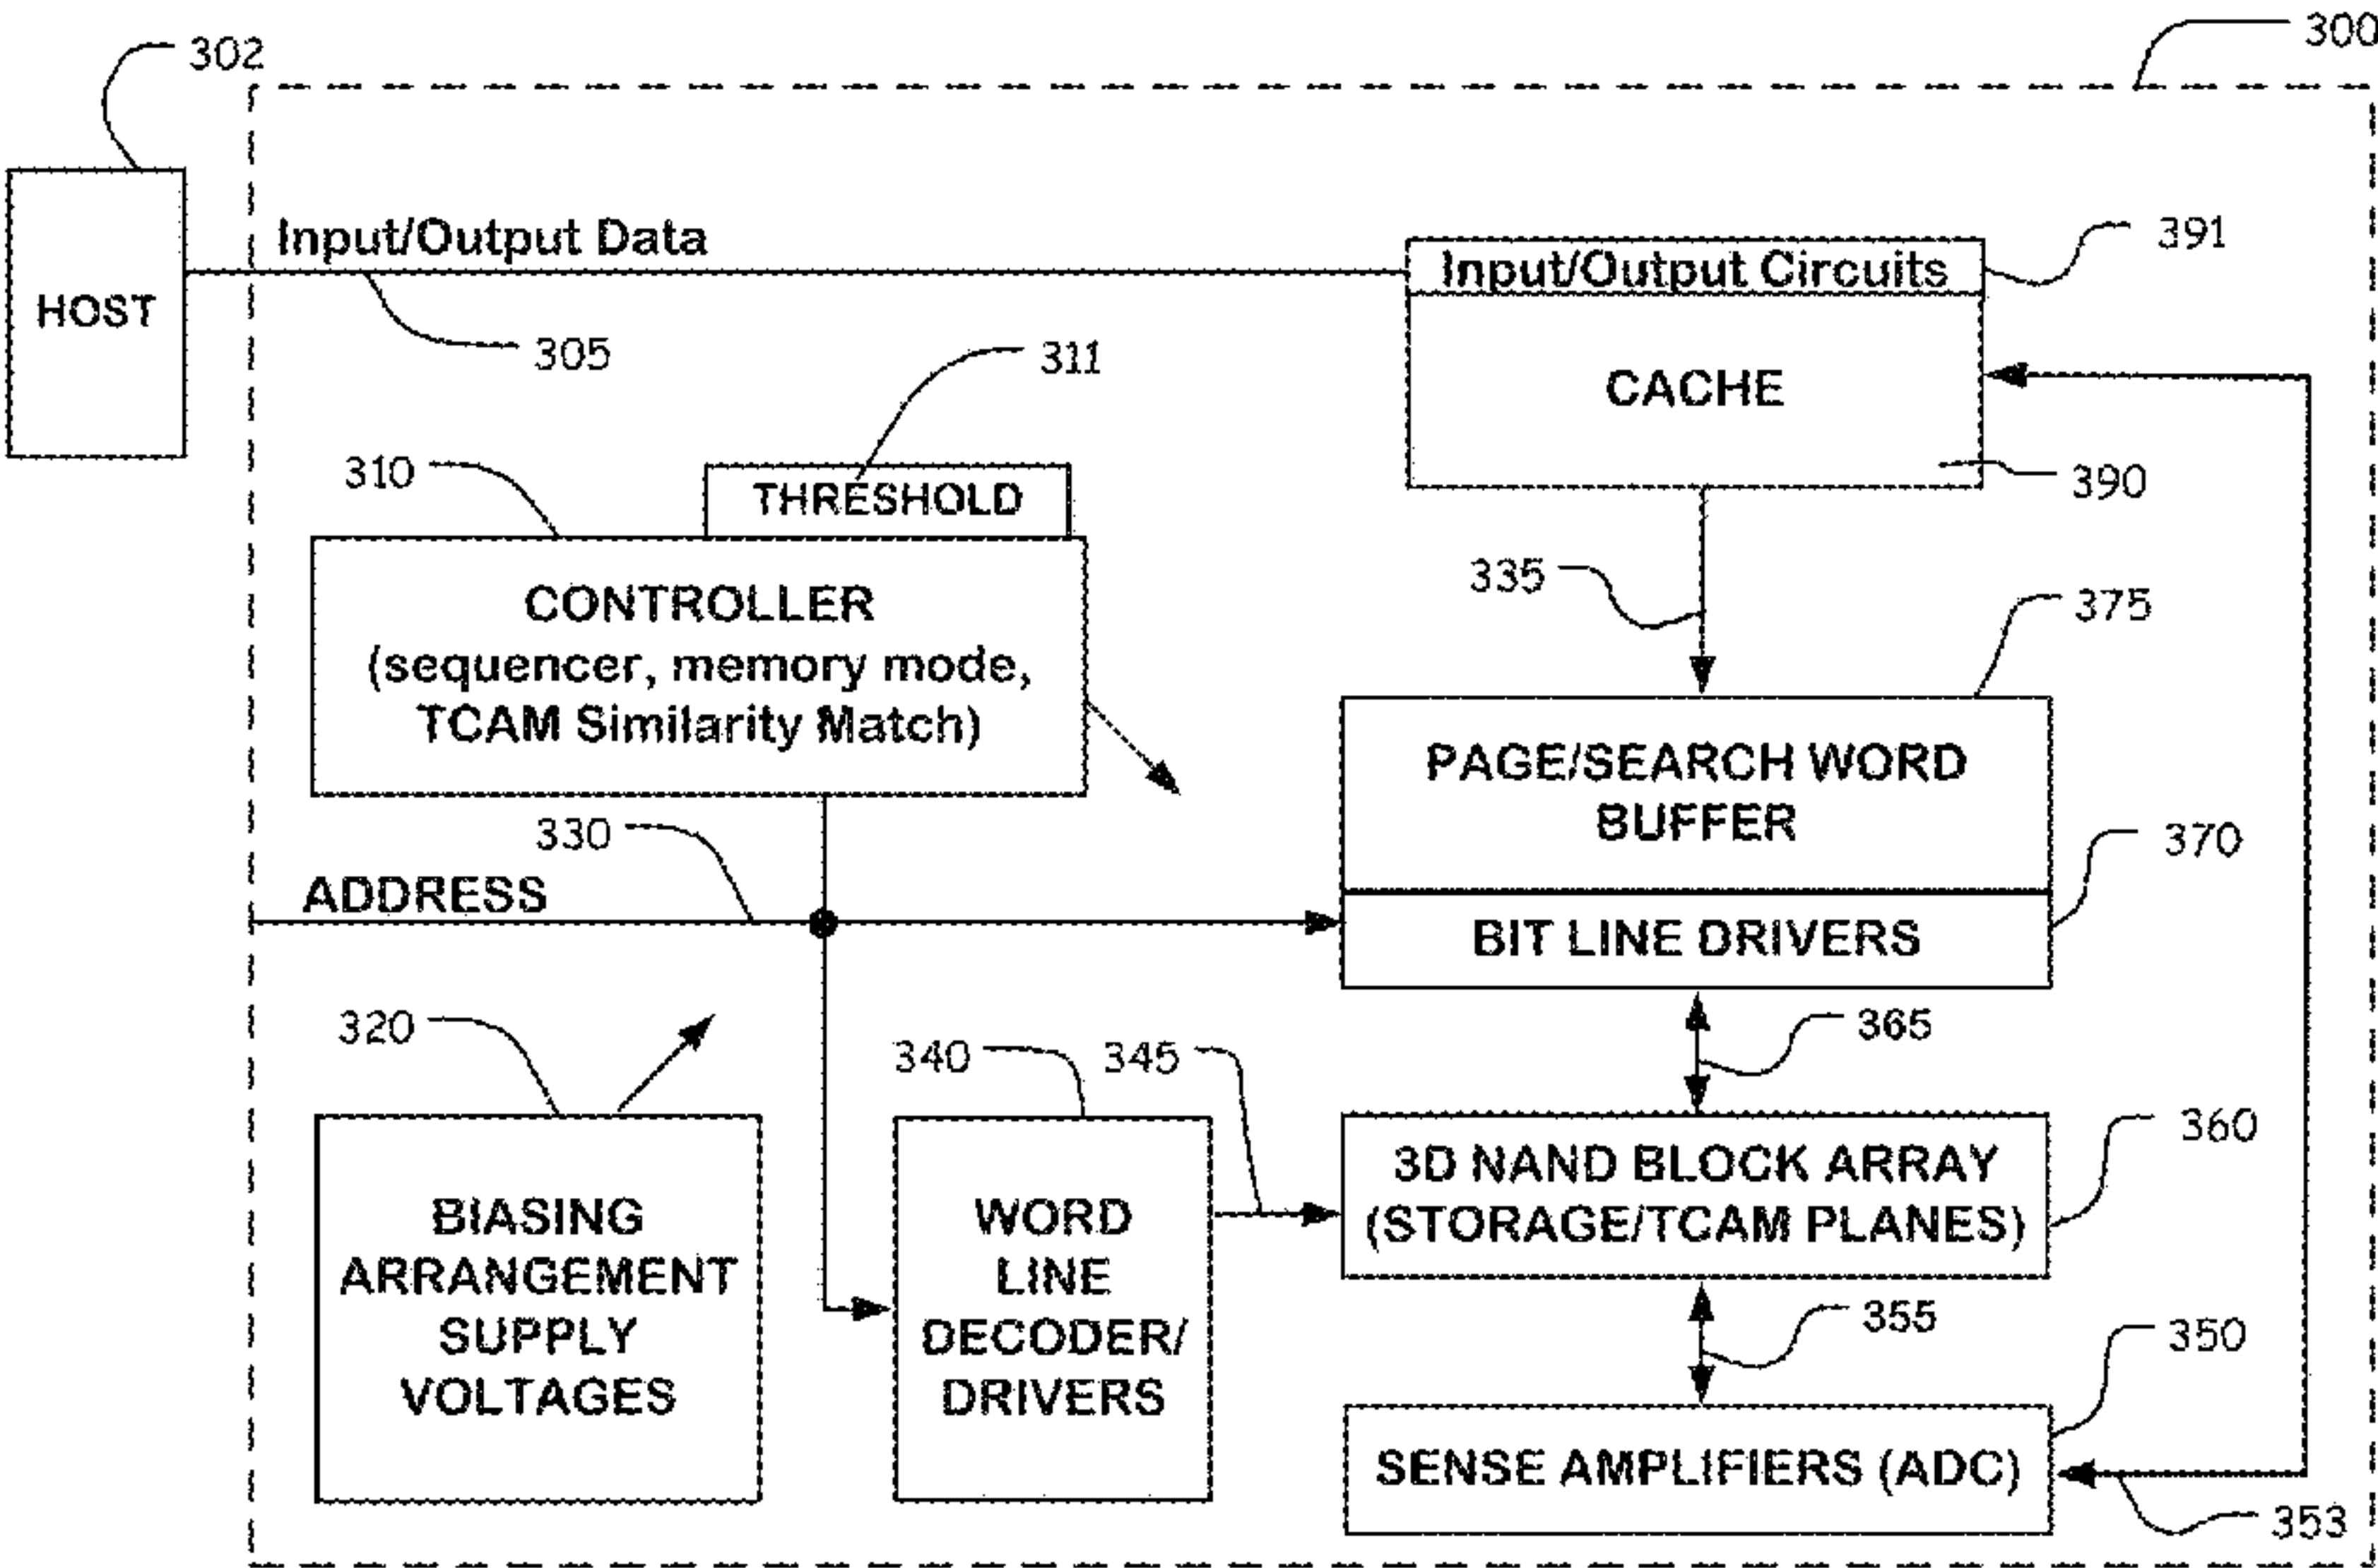 300
302
Input/Output Data
391
Input/Output Circuits
HOST
305
311
CACHE
310
THRESHOLD
390
335
375
CONTROLLER
(sequencer, memory mode,
TCAM Similarity Match)
PAGE/SEARCH WORD
BUFFER
330
370
ADDRESS
BIT LINE DRIVERS
320
340
345
365
360
3D NAND BLOCK ARRAY
(STORAGE/TCAM PLANES)
BIASING
ARRANGEMENT
SUPPLY
VOLTAGES
WORD
LINE
DECODER/
DRIVERS
355
350
SENSE AMPLIFIERS (ADC)
353